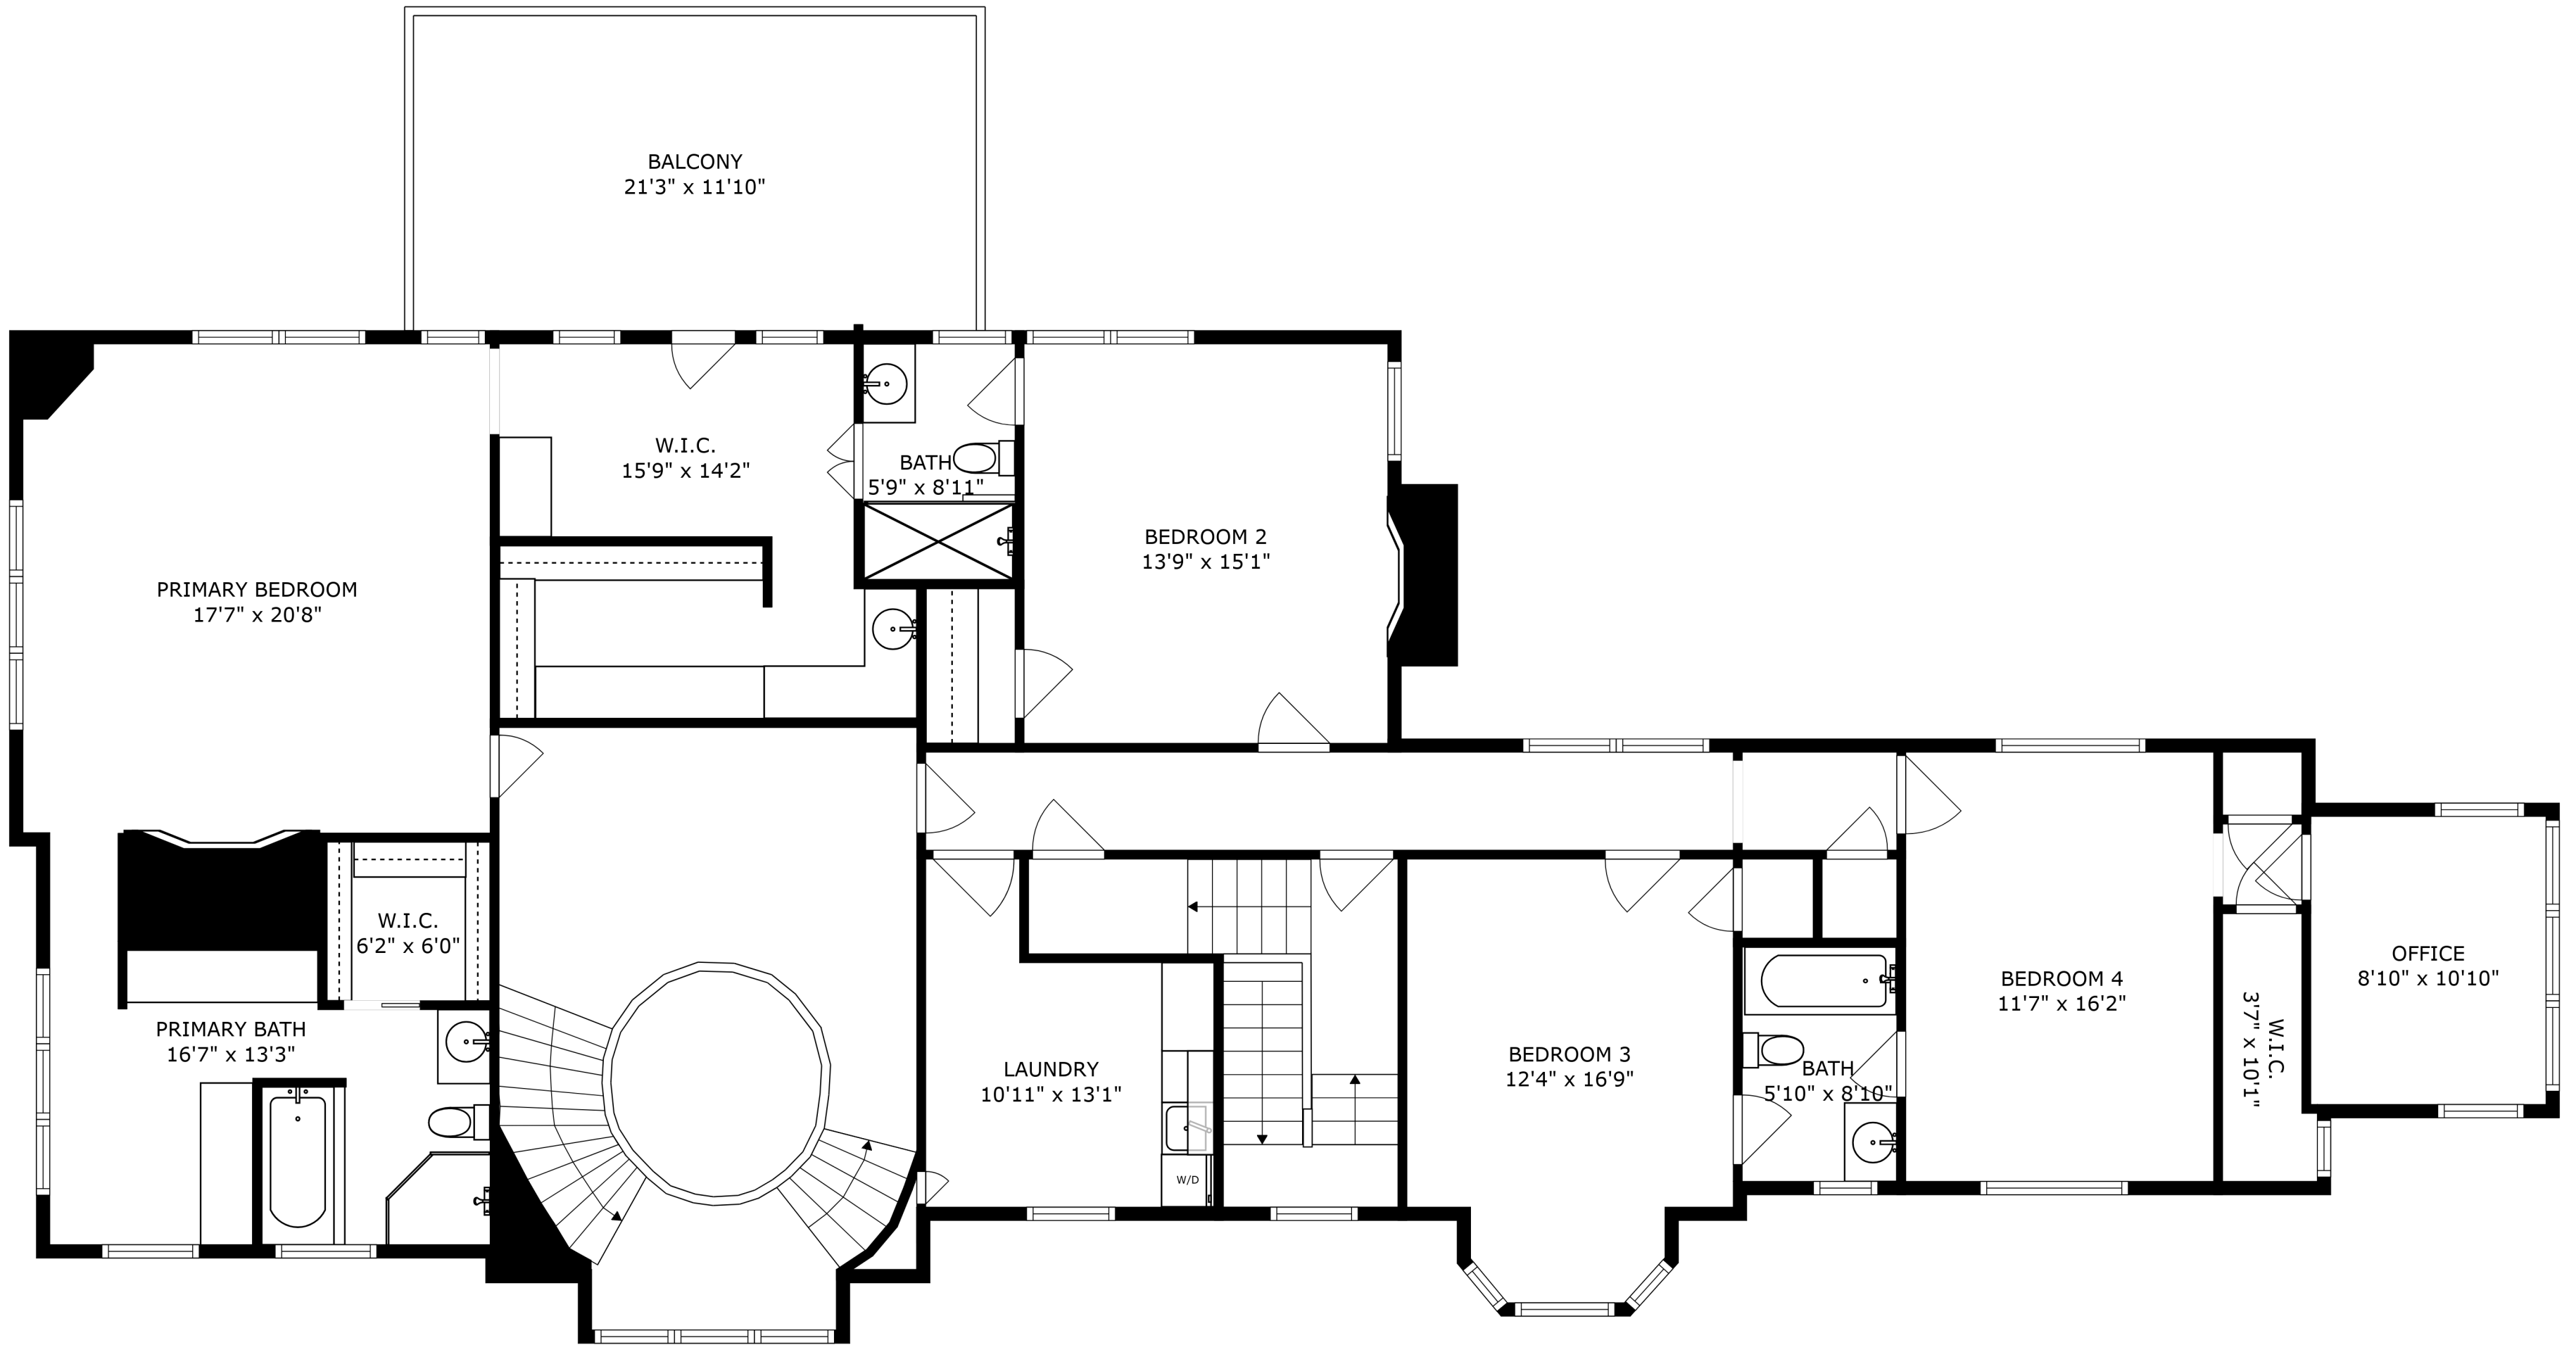 BALCONY
21'3" x 11'10"
W.I.C.
15'9" x 14'2"
BATH
5'9" x 8'11"
BEDROOM 2
13'9" x 15'1"
PRIMARY BEDROOM
17'7" x 20'8"
W.I.C.
6'2" x 6'0"
PRIMARY BATH
16'7" x 13'3"
LAUNDRY
10'11" x 13'1"
W/D
BEDROOM 3
12'4" x 16'9"
BATH
5'10" x 8'10"
BEDROOM 4
11'7" x 16'2"
W.I.C.
3'7" x 10'1"
OFFICE
8'10" x 10'10"